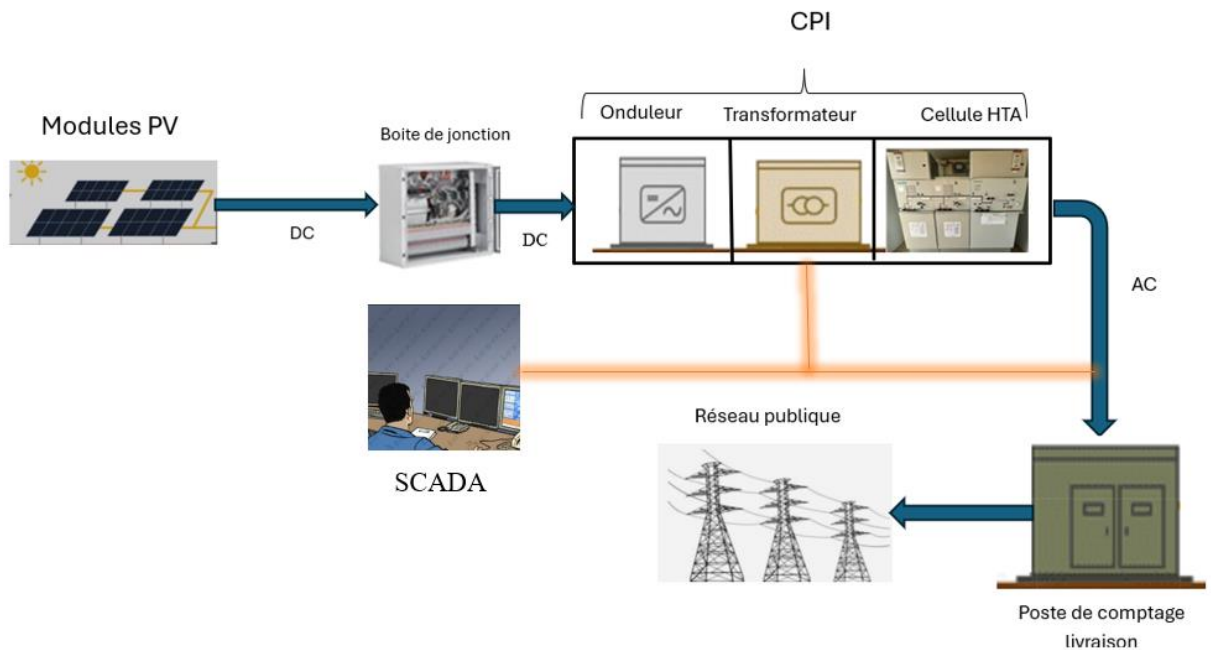 CPI
Onduleur
Transformateur
Cellule HTA
Modules PV
Boite de jonction
DC
DC
AC
Réseau publique
SCADA
Poste de comptage
livraison